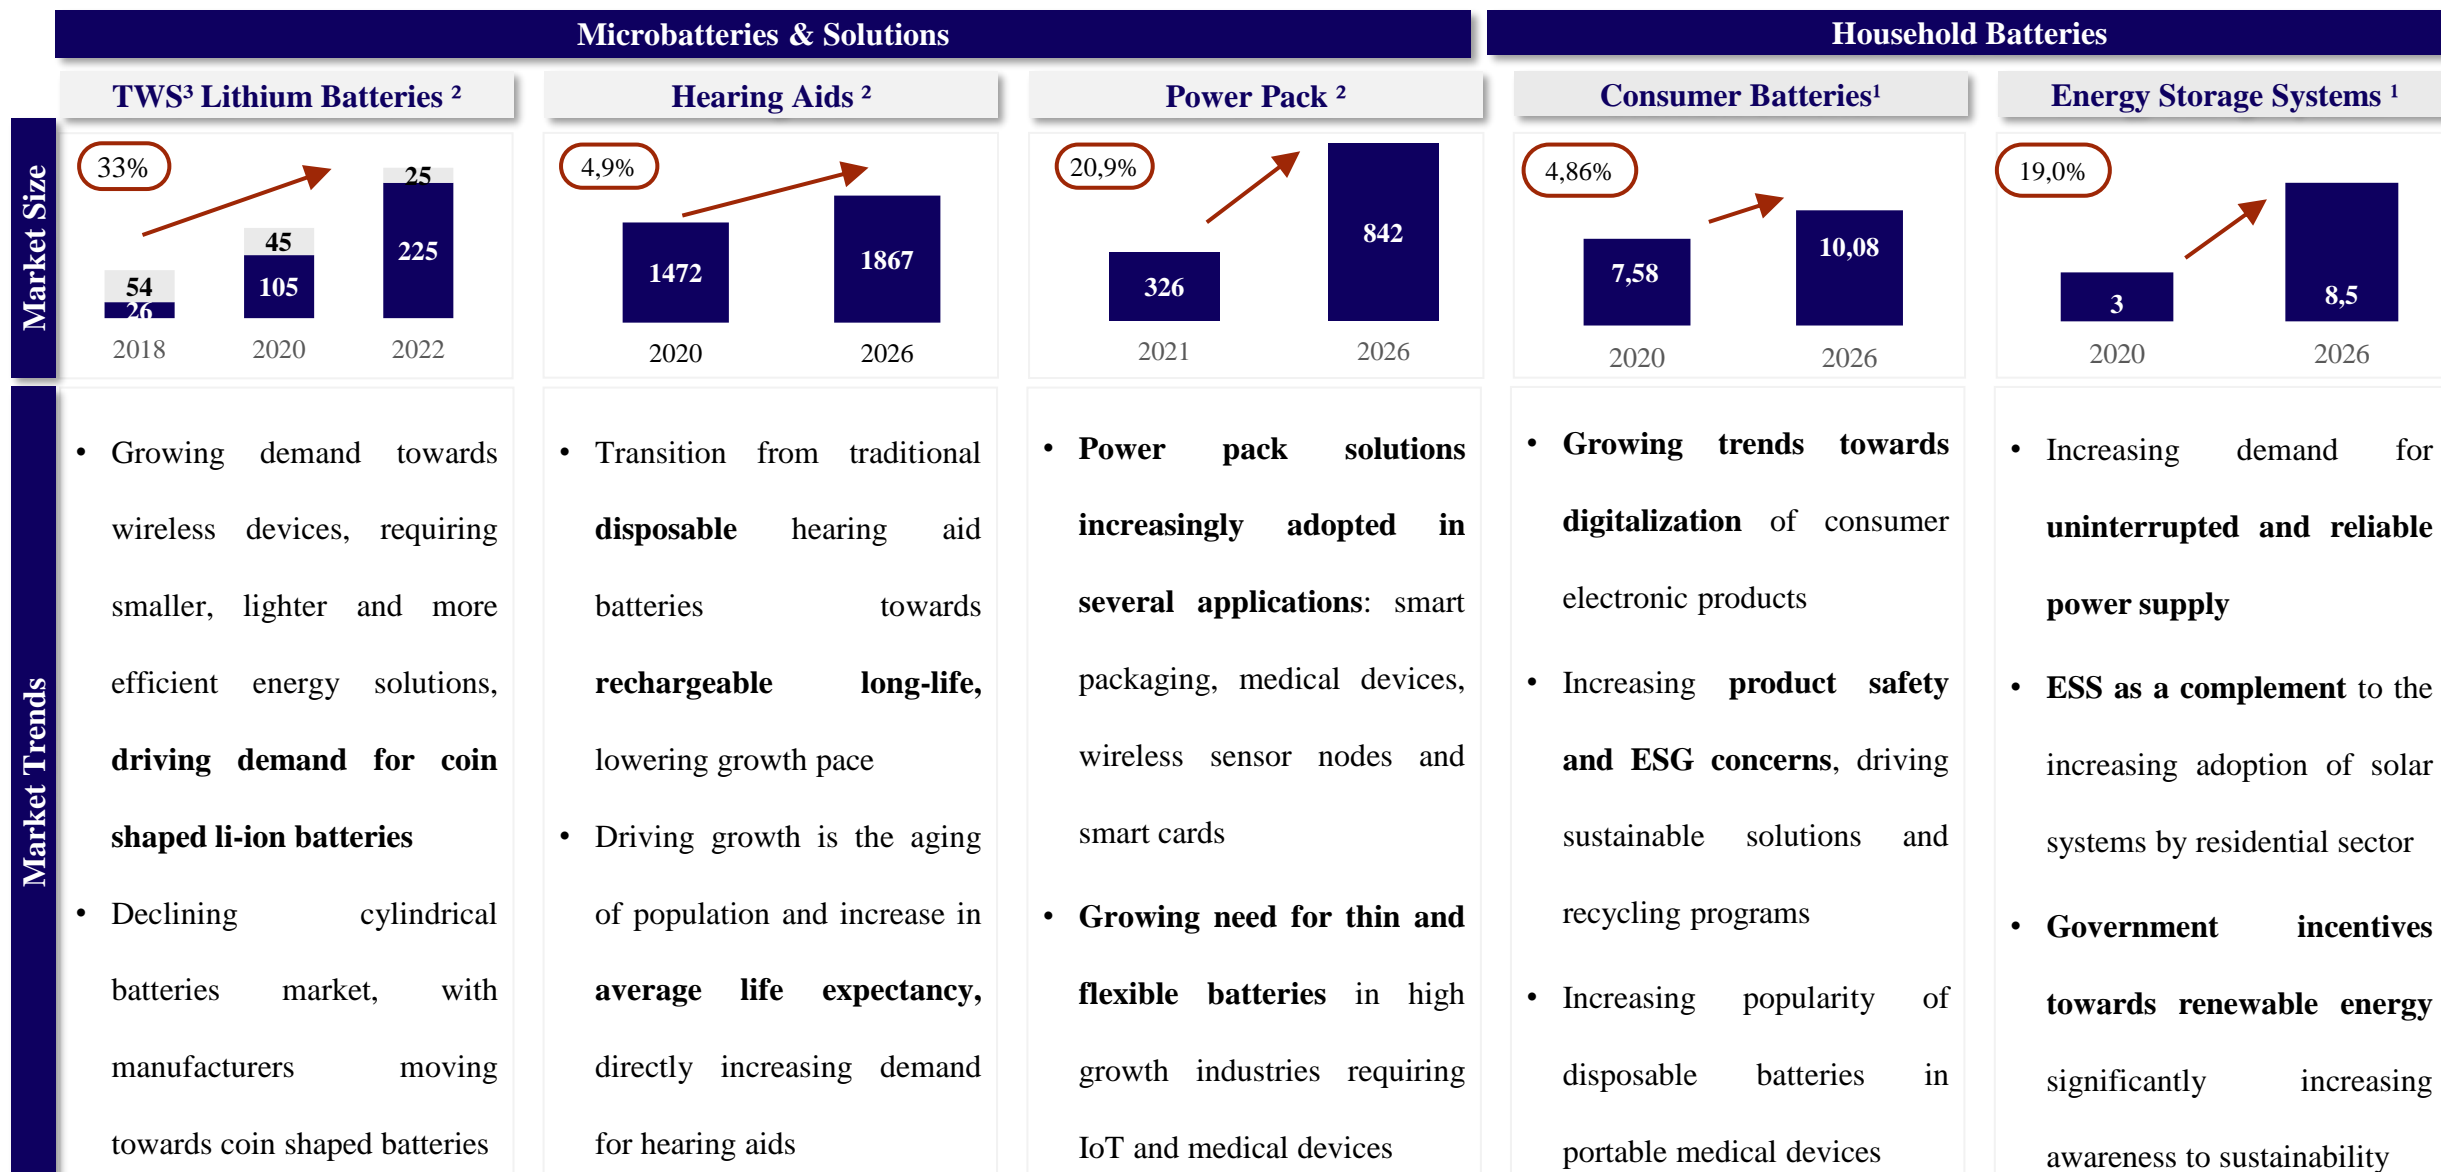 Microbatteries & Solutions
Household Batteries
TWS³ Lithium Batteries ²
Hearing Aids ²
Power Pack ²
Consumer Batteries¹
Energy Storage Systems ¹
Market Size
33%
54
26
2018
45
105
2020
25
225
2022
4,9%
1472
2020
1867
2026
20,9%
326
2021
842
2026
4,86%
7,58
2020
10,08
2026
19,0%
3
2020
8,5
2026
Market Trends
• Growing demand towards
wireless devices, requiring
smaller, lighter and more
efficient energy solutions,
driving demand for coin
shaped li-ion batteries
• Declining cylindrical
batteries market, with
manufacturers moving
towards coin shaped batteries
• Transition from traditional
disposable hearing aid
batteries towards
rechargeable long-life,
lowering growth pace
• Driving growth is the aging
of population and increase in
average life expectancy,
directly increasing demand
for hearing aids
• Power pack solutions
increasingly adopted in
several applications: smart
packaging, medical devices,
wireless sensor nodes and
smart cards
• Growing need for thin and
flexible batteries in high
growth industries requiring
IoT and medical devices
• Growing trends towards
digitalization of consumer
electronic products
• Increasing product safety
and ESG concerns, driving
sustainable solutions and
recycling programs
• Increasing popularity of
disposable batteries in
portable medical devices
• Increasing demand for
uninterrupted and reliable
power supply
• ESS as a complement to the
increasing adoption of solar
systems by residential sector
• Government incentives
towards renewable energy
significantly increasing
awareness to sustainability